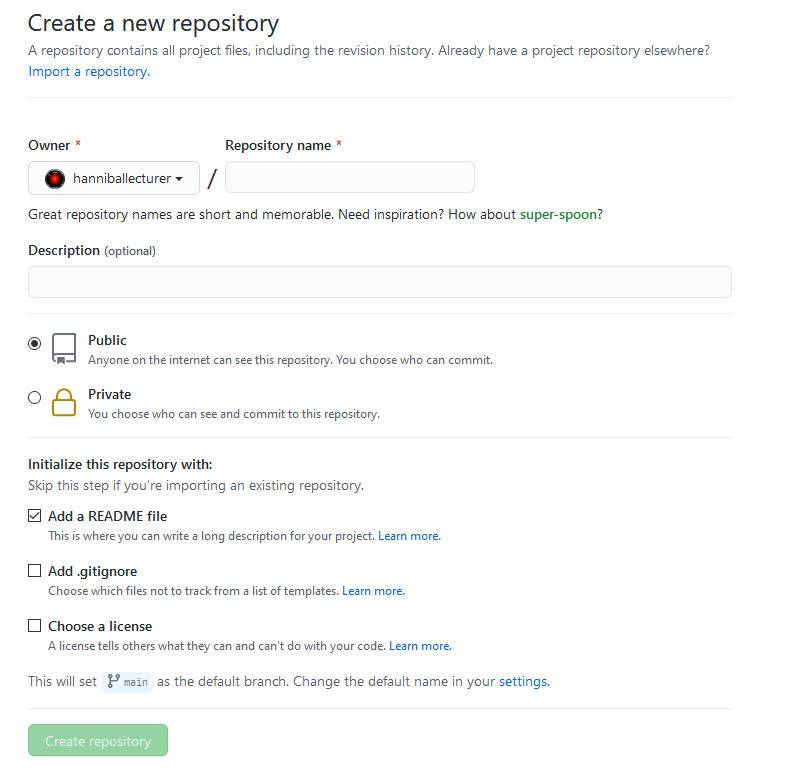 Create a new repository
A repository contains all project files, including the revision history. Already have a project repository elsewhere?
Import a repository.
Owner * Repository name *
hanniballecturer /
Great repository names are short and memorable. Need inspiration? How about super-spoon?
Description (optional)
Public
Anyone on the internet can see this repository. You choose who can commit.
Private
You choose who can see and commit to this repository.
Initialize this repository with:
Skip this step if you're importing an existing repository.
Add a README file
This is where you can write a long description for your project. Learn more.
Add .gitignore
Choose which files not to track from a list of templates. Learn more.
Choose a license
A license tells others what they can and can't do with your code. Learn more.
This will set main as the default branch. Change the default name in your settings.
Create repository